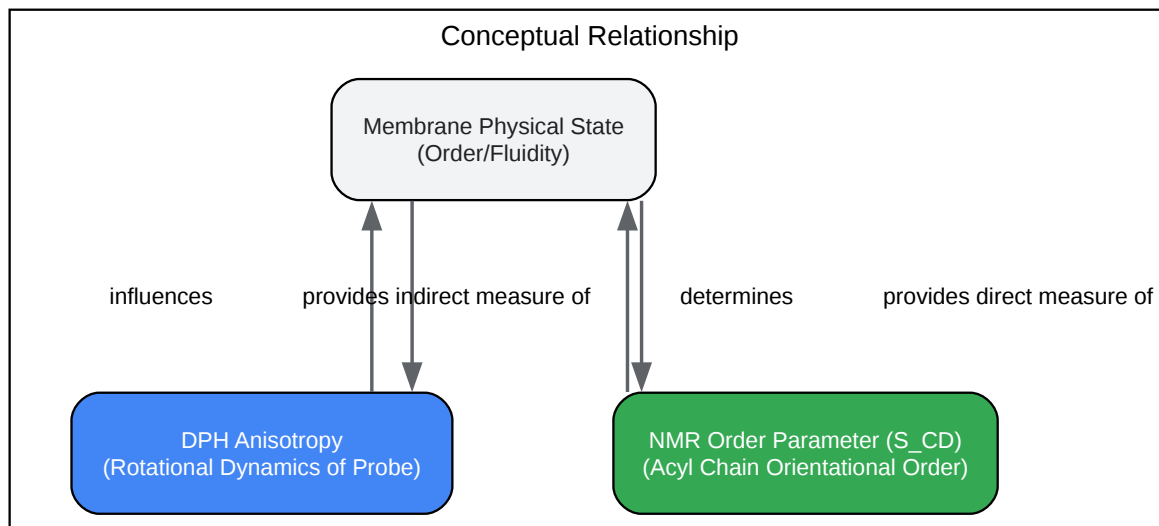 Conceptual Relationship
Membrane Physical State
(Order/Fluidity)
influences
provides indirect measure of
determines
provides direct measure of
DPH Anisotropy
(Rotational Dynamics of Probe)
NMR Order Parameter (S_CD)
(Acyl Chain Orientational Order)